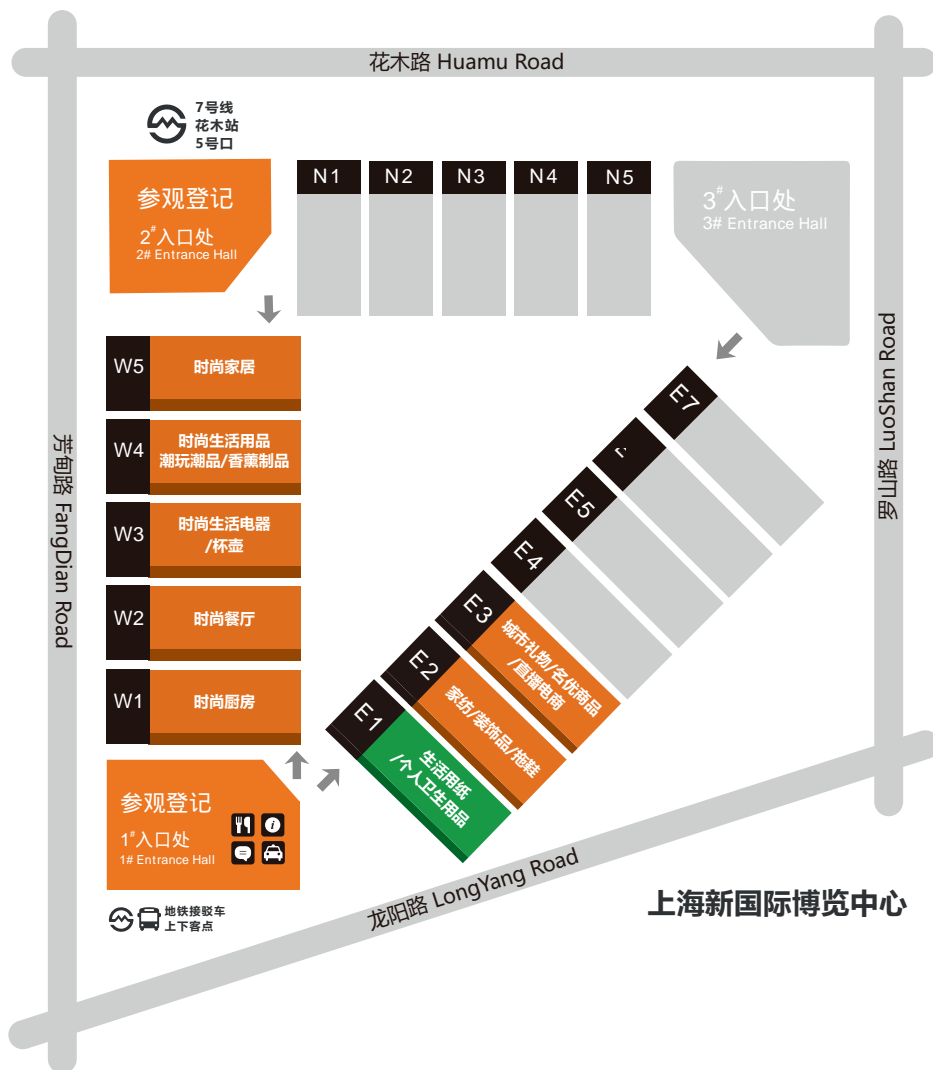 花木路 Huamu Road
7号线
花木站
5号口
参观登记
2#入口处
2# Entrance Hall
N1
N2
N3
N4
N5
3#入口处
3# Entrance Hall
W5
时尚家居
W4
时尚生活用品
潮玩潮品/香薰制品
W3
时尚生活电器
/杯壶
W2
时尚餐厅
W1
时尚厨房
E7
E5
E4
E3
城市礼物/名优商品
/直播电商
E2
家纺/装饰品/拖鞋
E1
生活用纸
/个人卫生用品
芳甸路 FangDian Road
罗山路 LuoShan Road
参观登记
1#入口处
1# Entrance Hall
地铁接驳车
上下客点
龙阳路 LongYang Road
上海新国际博览中心